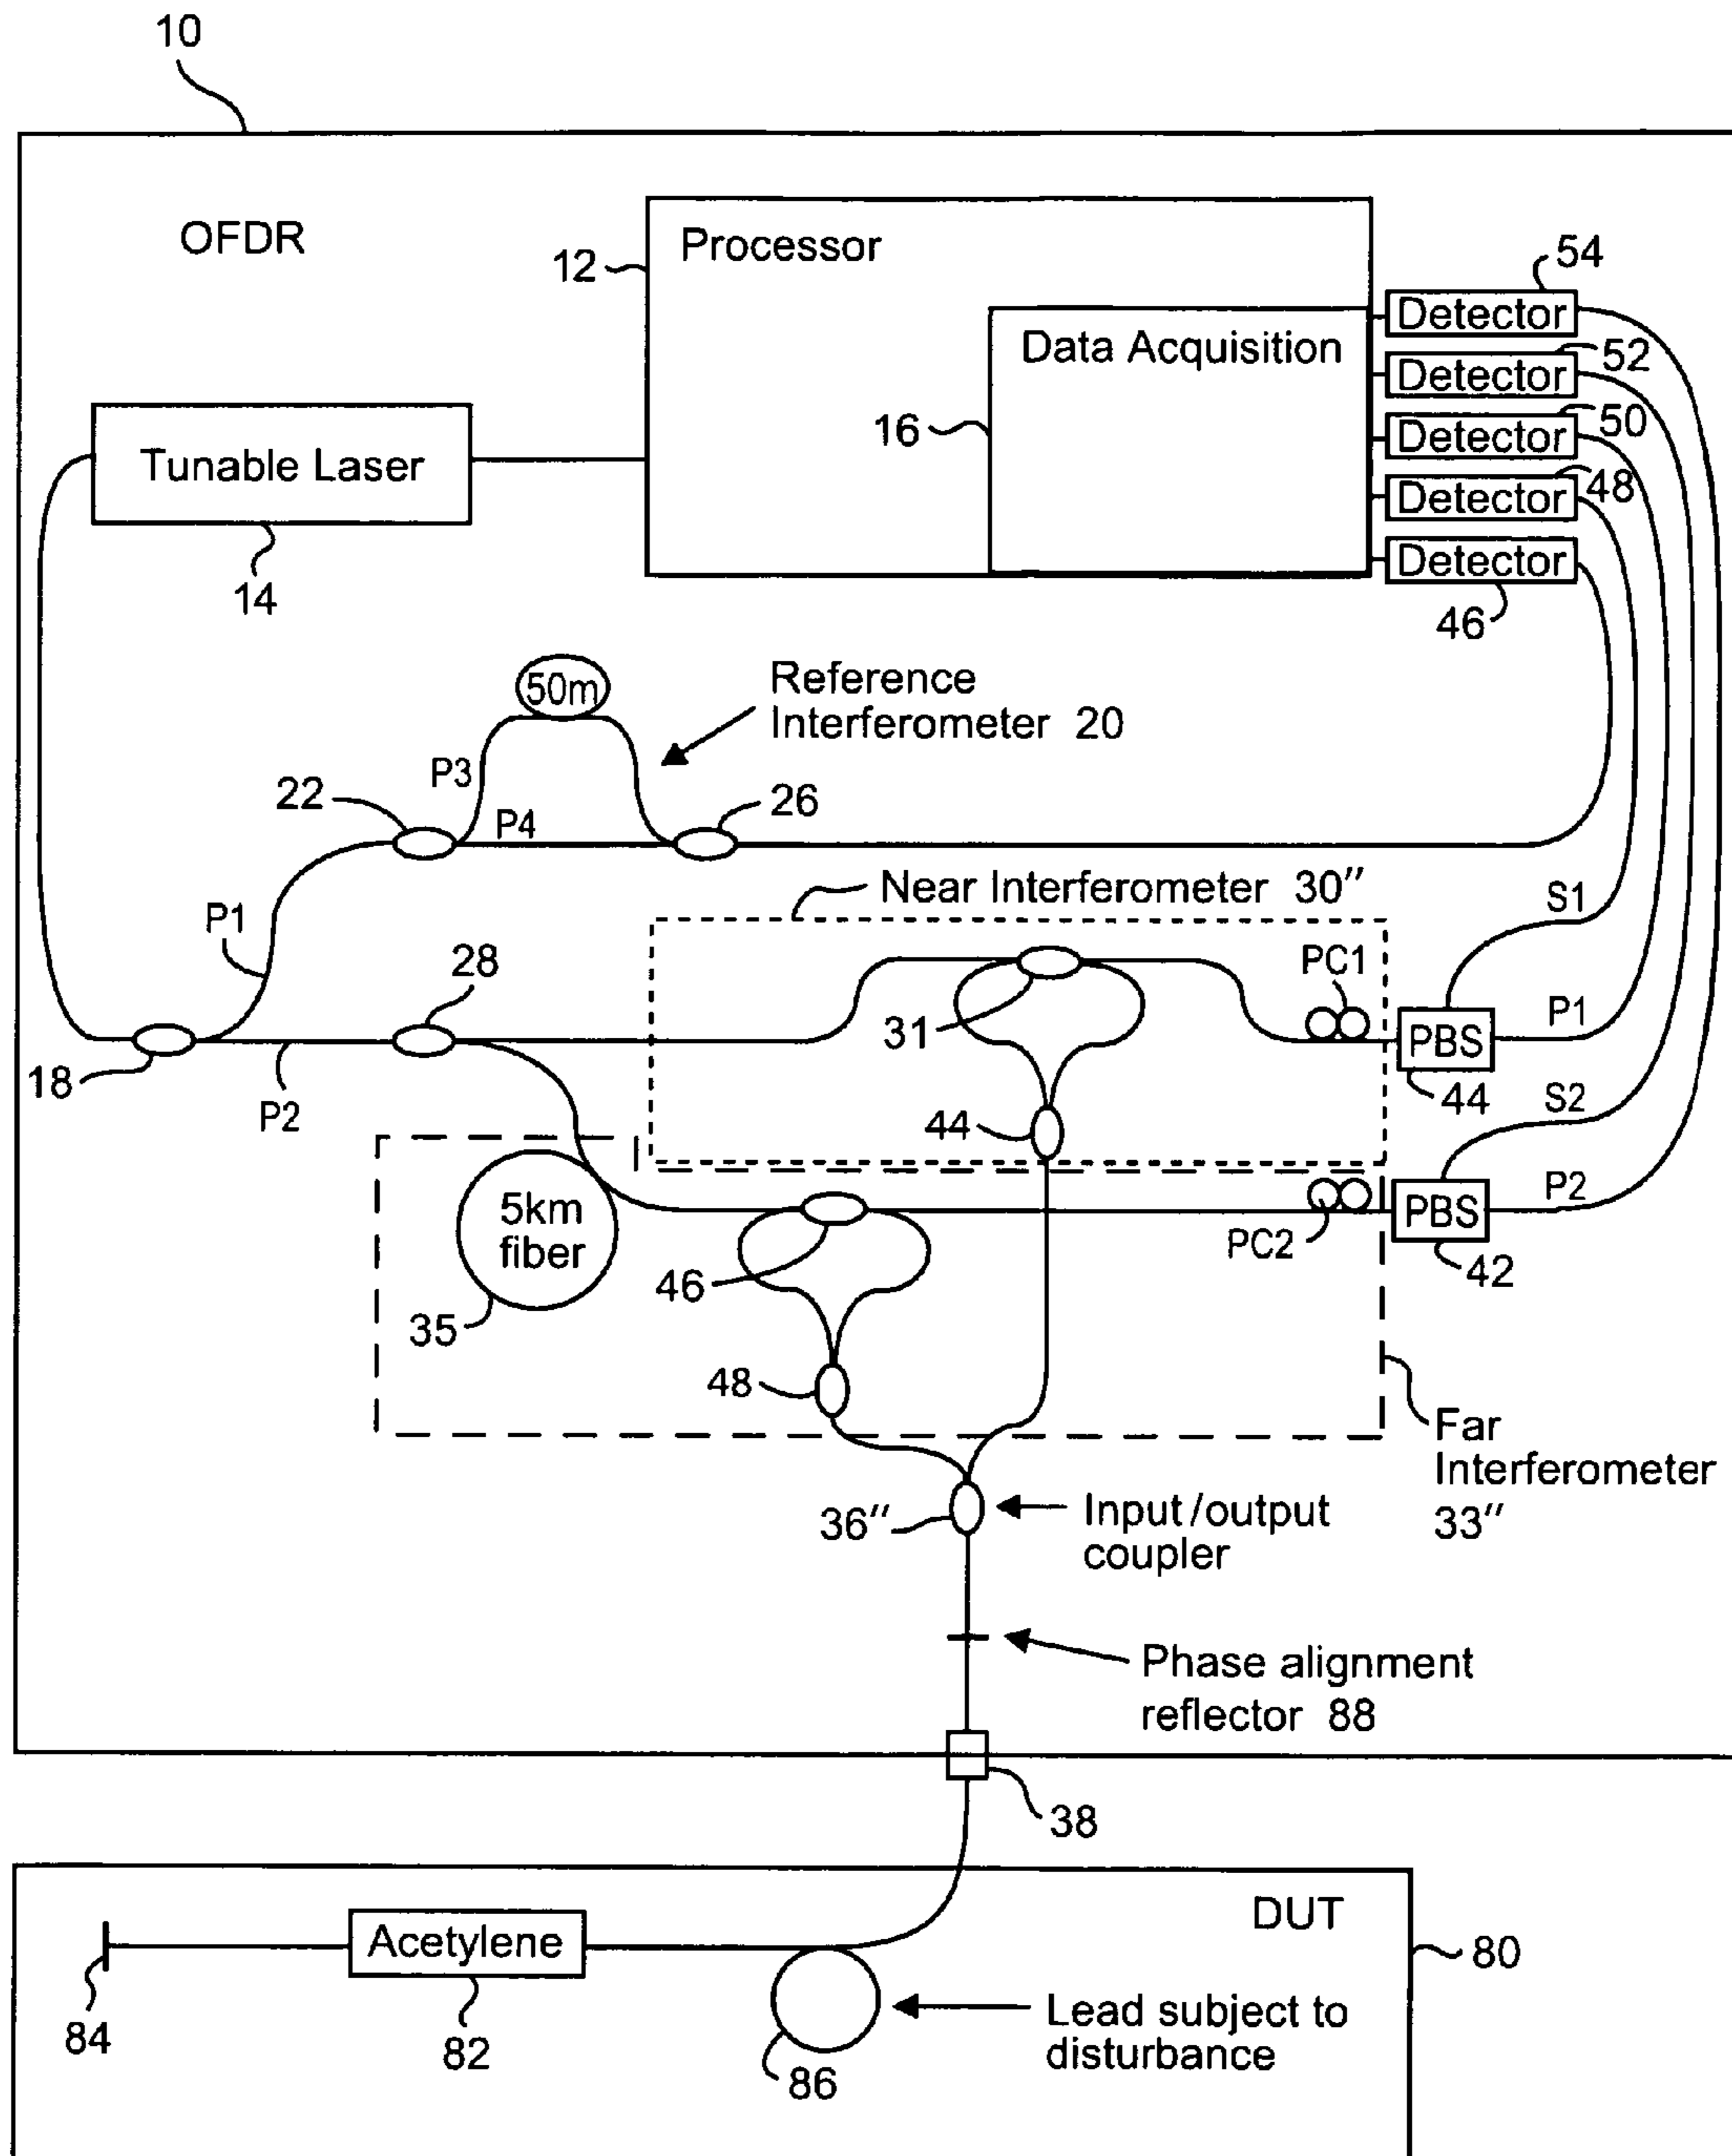 10
OFDR
12
Processor
54
Detector
Data Acquisition
52
Detector
16
50
Detector
Tunable Laser
48
Detector
14
Detector
46
50m
Reference
Interferometer 20
P3
22
P4
26
Near Interferometer 30"
P1
S1
28
PC1
31
P1
PBS
18
P2
44
44
S2
5km
fiber
P2
PBS
PC2
46
42
35
48
Far
Interferometer
33"
36"
Input/output
coupler
Phase alignment
reflector 88
38
DUT
Acetylene
80
84
82
Lead subject to
disturbance
86